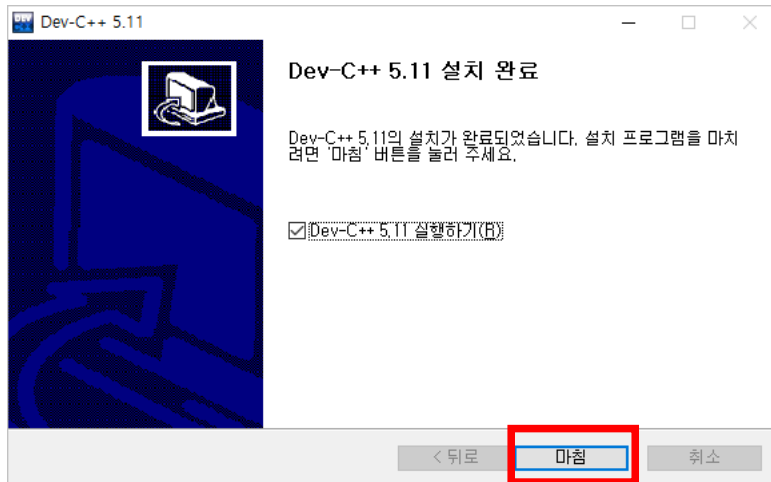 Dev-C++ 5.11
Dev-C++ 5.11 설치 완료
Dev-C++ 5.11의 설치가 완료되었습니다. 설치 프로그램을 마치
려면 '마침' 버튼을 눌러 주세요.
Dev-C++ 5.11 실행하기(R)
< 뒤로
마침
취소